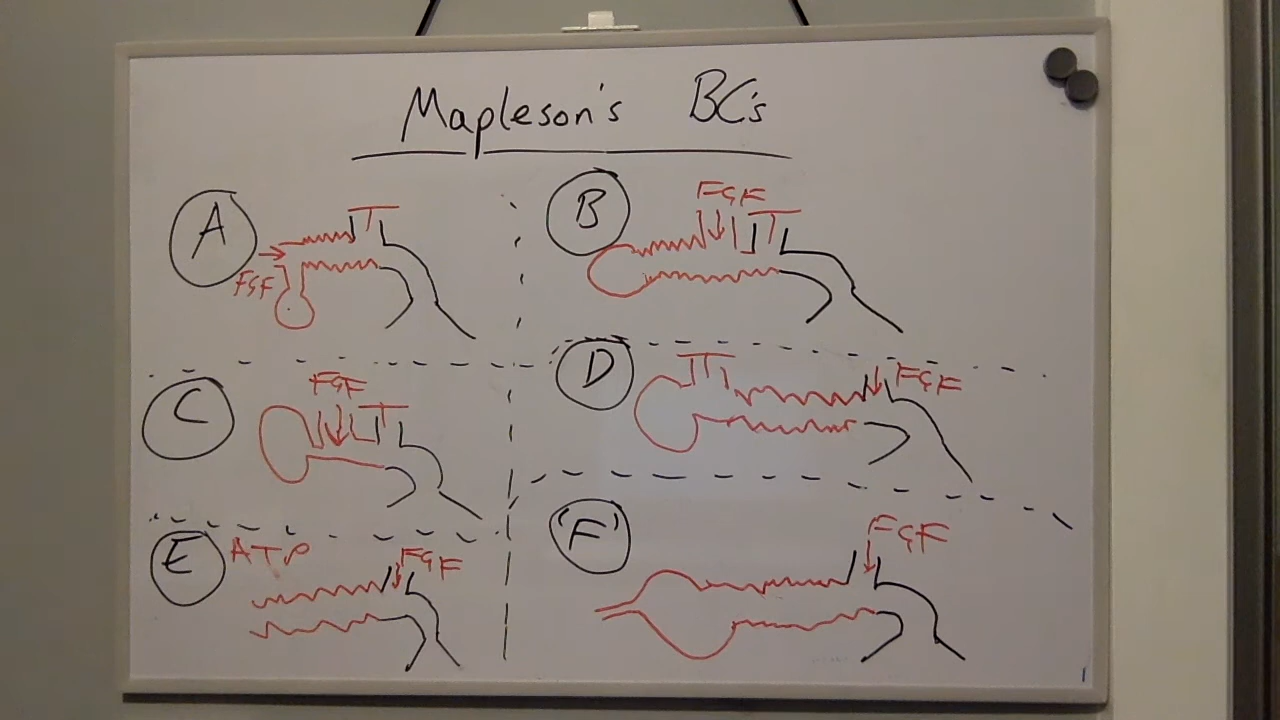 Mapleson's BC's
A
FGF
B
FGF
C
FGF
D
FGF
E
ATP
FGF
'F'
FGF